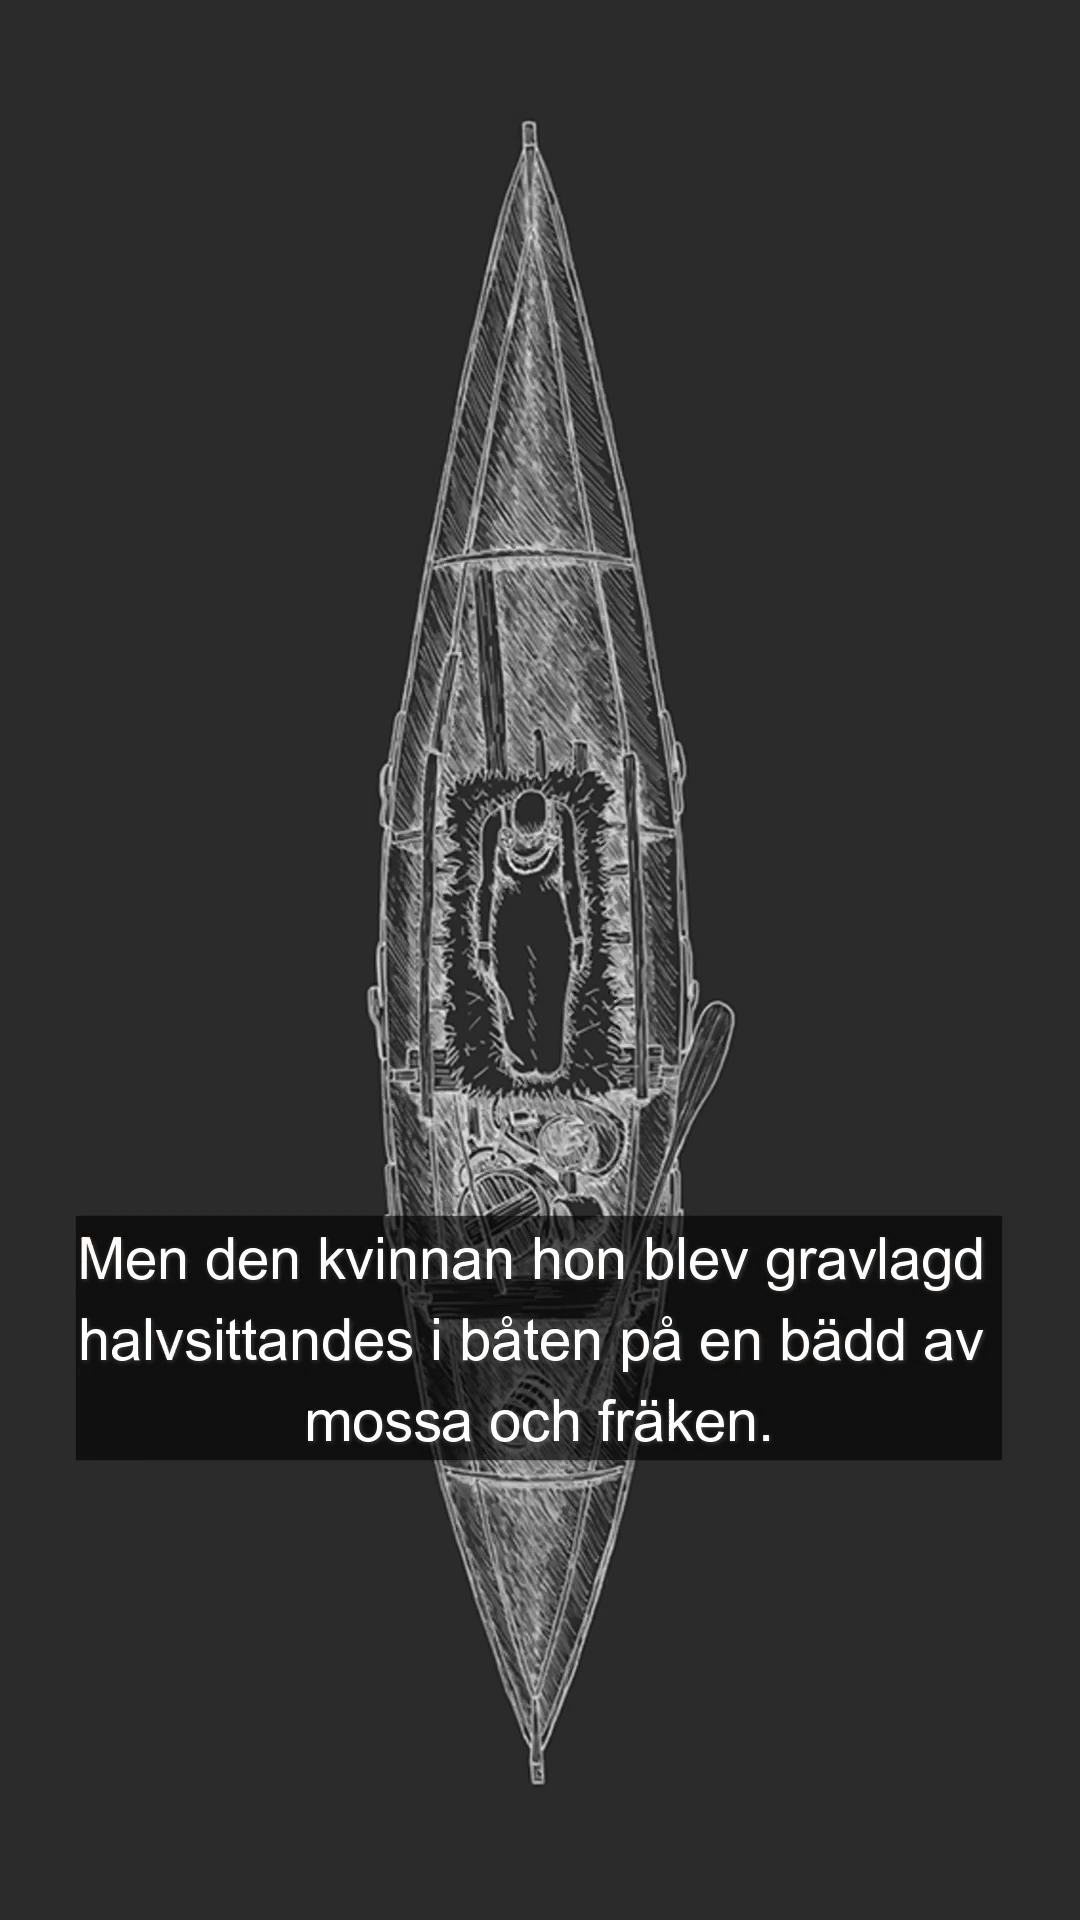 Men den kvinnan hon blev gravlagd
halvsittandes i båten på en bädd av
mossa och fräken.